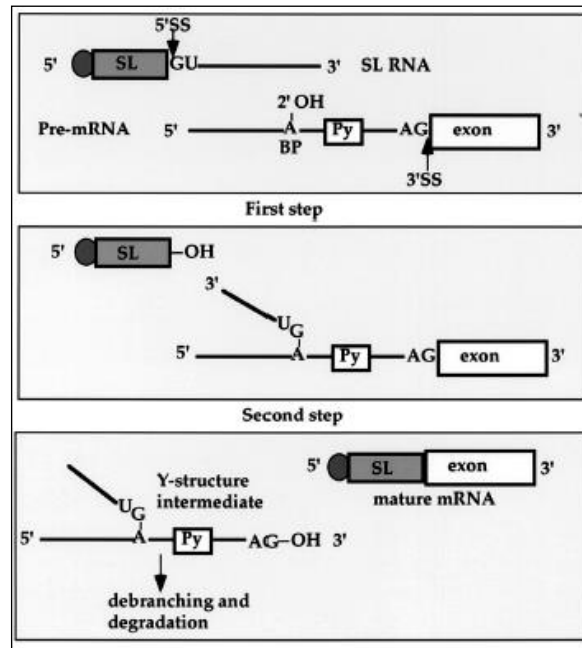 5'SS
5' SL GU 3' SL RNA
2' OH
Pre-mRNA 5' A Py AG exon 3'
BP
3'SS
First step
5' SL OH
3'
U
G
5' A Py AG exon 3'
Second step
5' SL exon 3'
mature mRNA
Y-structure
intermediate
U
G
5' A Py AG-OH 3'
debranching and
degradation